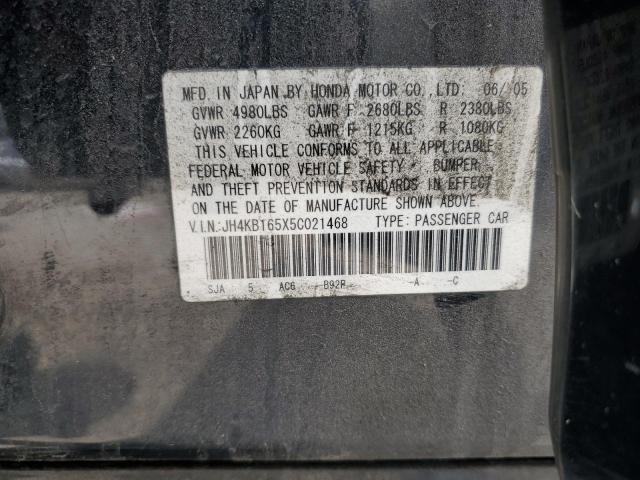 MFD. IN JAPAN BY HONDA MOTOR CO., LTD. 06/'05
GVWR 4980LBS GAWR F 2680LBS R 2380LBS
GVWR 2260KG GAWR F 1215KG R 1080KG
THIS VEHICLE CONFORMS TO ALL APPLICABLE
FEDERAL MOTOR VEHICLE SAFETY, BUMPER,
AND THEFT PREVENTION STANDARDS IN EFFECT
ON THE DATE OF MANUFACTURE SHOWN ABOVE.
V.I.N.:JH4KB165X5C021468 TYPE: PASSENGER CAR
SJA 5 AC6 -B92P -A -C